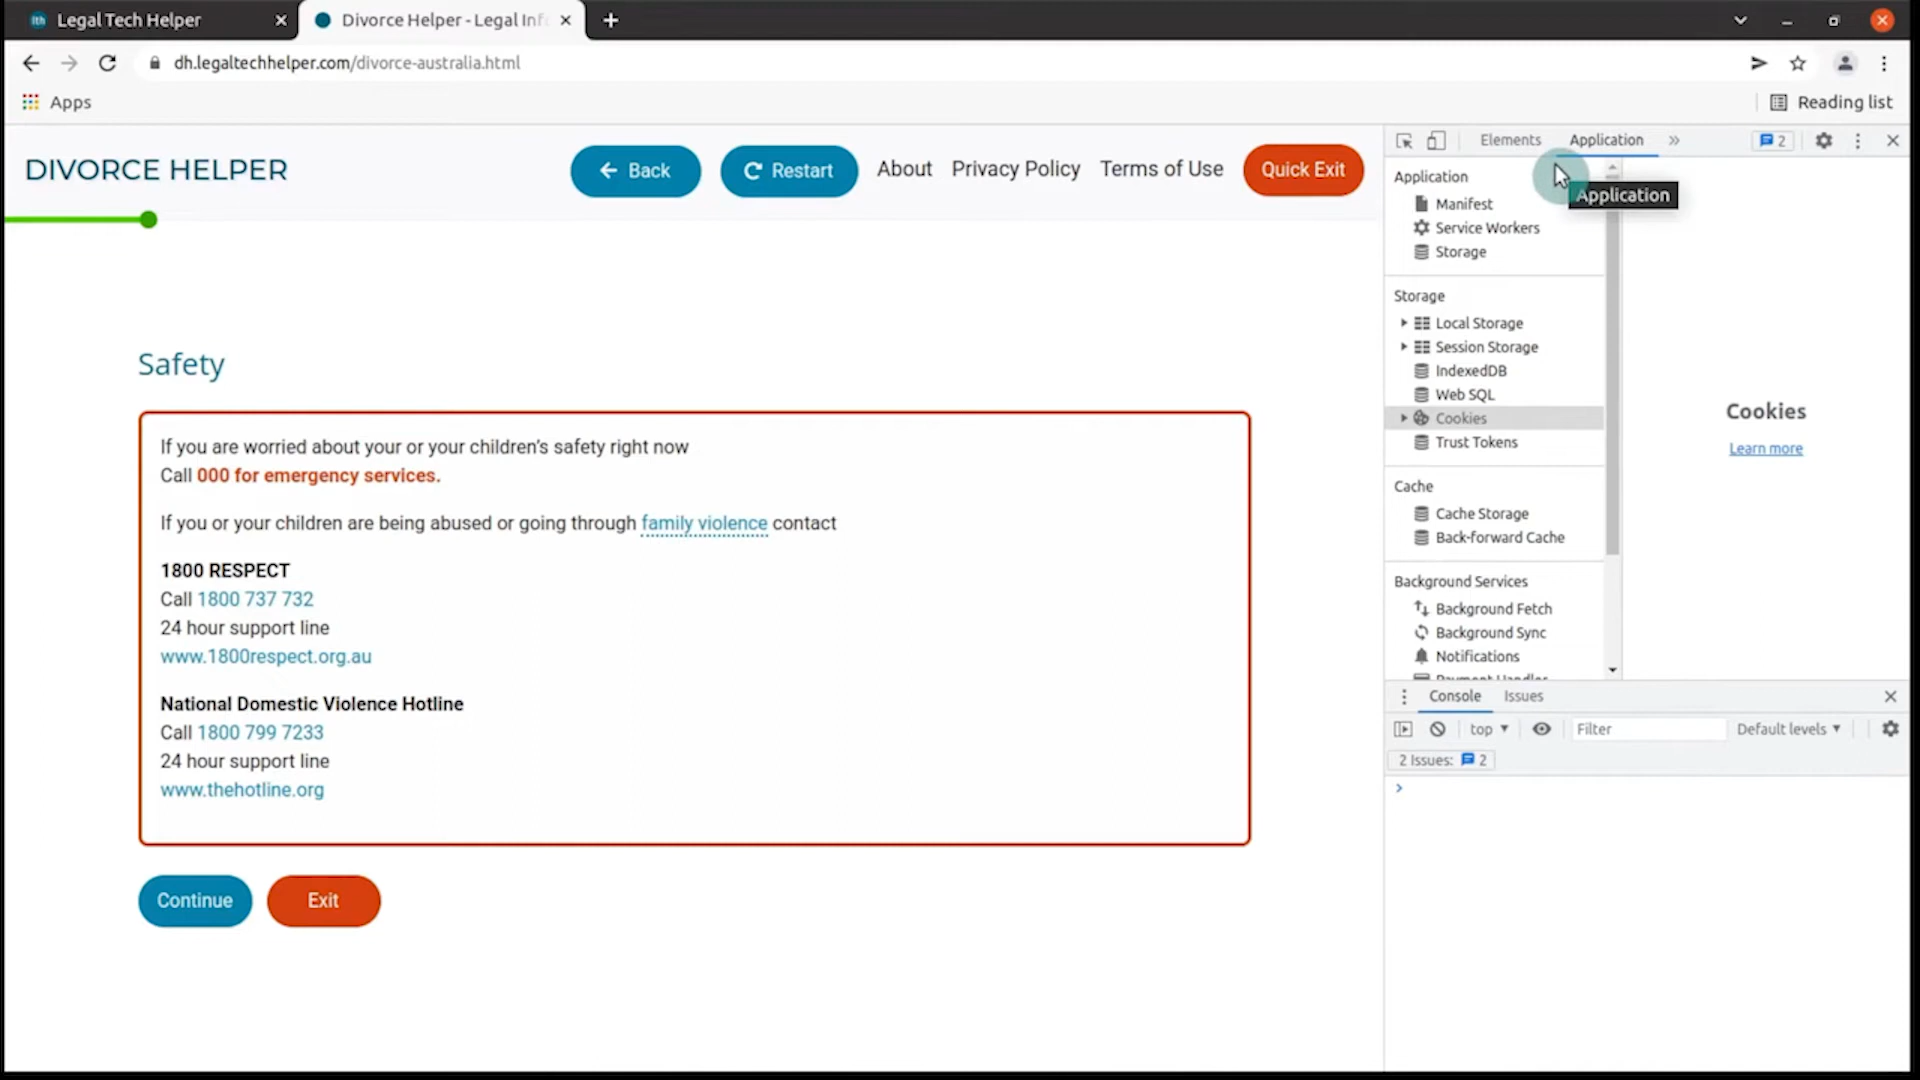 lth Legal Tech Helper
Divorce Helper - Legal Inf
dh.legaltechhelper.com/divorce-australia.html
Apps
Reading list
DIVORCE HELPER
Back
Restart
About
Privacy Policy
Terms of Use
Quick Exit
Safety
If you are worried about your or your children's safety right now
Call 000 for emergency services.
If you or your children are being abused or going through family violence contact
1800 RESPECT
Call 1800 737 732
24 hour support line
www.1800respect.org.au
National Domestic Violence Hotline
Call 1800 799 7233
24 hour support line
www.thehotline.org
Continue
Exit
Elements
Application
2
Application
Application
Manifest
Service Workers
Storage
Storage
Local Storage
Session Storage
IndexedDB
Web SQL
Cookies
Trust Tokens
Cache
Cache Storage
Back-forward Cache
Background Services
Background Fetch
Background Sync
Notifications
Payment Handler
Cookies
Learn more
Console
Issues
top
Filter
Default levels
2 Issues: 2